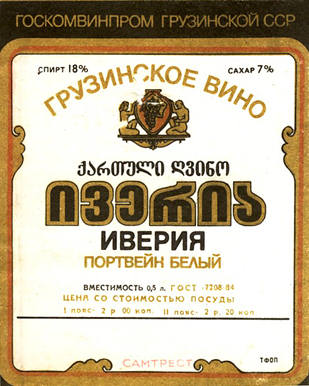 ГОСКОМВИНПРОМ ГРУЗИНСКОЙ ССР
СПИРТ 18% САХАР 7%
ГРУЗИНСКОЕ ВИНО
ქართული ღვინო
ივერია
ИВЕРИЯ
ПОРТВЕЙН БЕЛЫЙ
ВМЕСТИМОСТЬ 0,5 л. ГОСТ -7208-84
ЦЕНА СО СТОИМОСТЬЮ ПОСУДЫ
I пояс- 2 р 00 коп. II пояс- 2 р. 20 коп
САМТРЕСТ
ТФОП